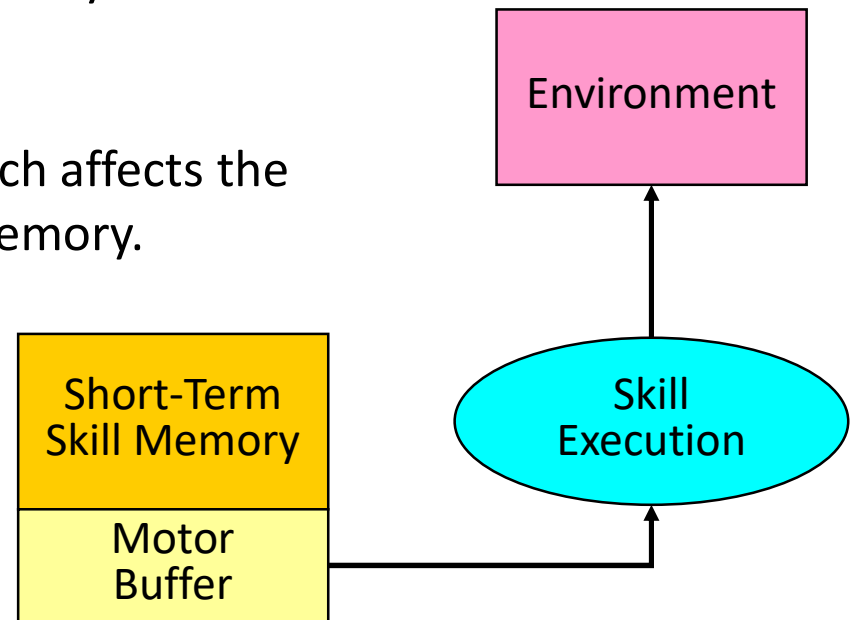 Environment
ch affects the
emory.
Short-Term
Skill Memory
Skill
Execution
Motor
Buffer